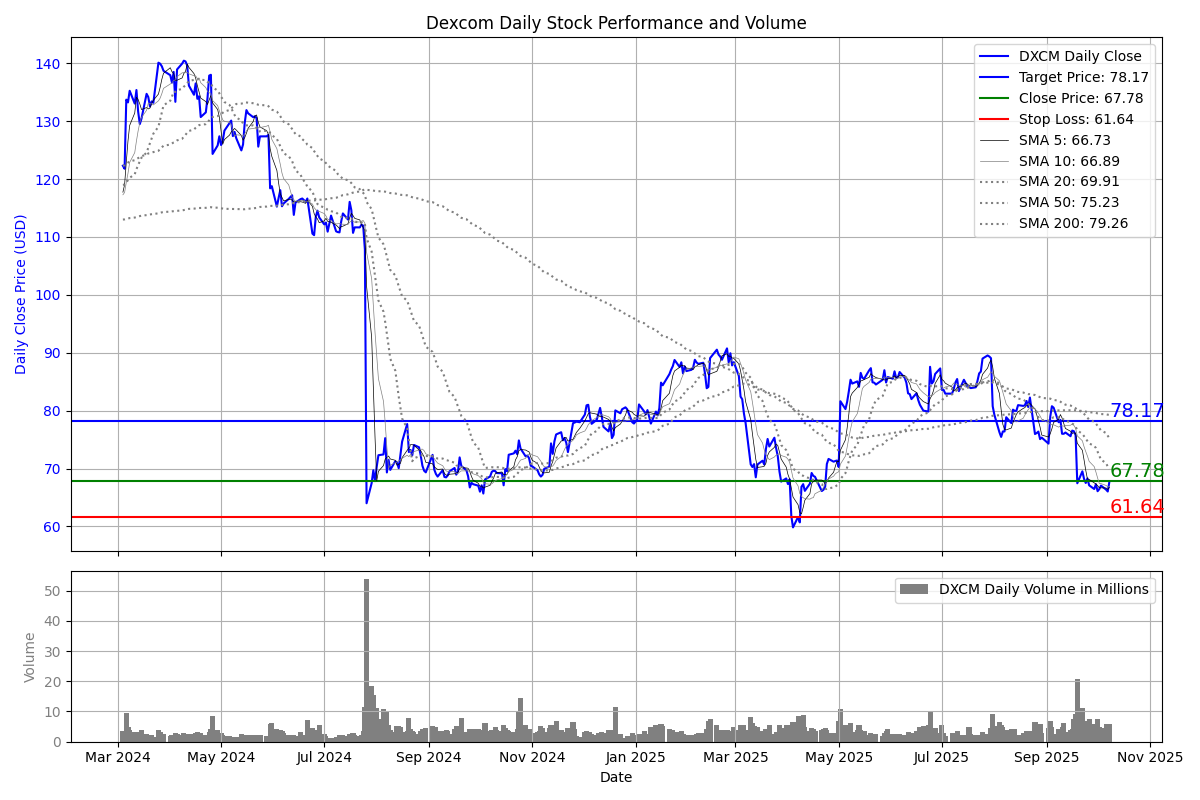 Dexcom Daily Stock Performance and Volume
Daily Close Price (USD)
140
130
120
110
100
90
80
70
60
DXCM Daily Close
Target Price: 78.17
Close Price: 67.78
Stop Loss: 61.64
SMA 5: 66.73
SMA 10: 66.89
SMA 20: 69.91
SMA 50: 75.23
SMA 200: 79.26
78.17
67.78
61.64
Volume
50
40
30
20
10
0
DXCM Daily Volume in Millions
Mar 2024 May 2024 Jul 2024 Sep 2024 Nov 2024 Jan 2025 Mar 2025 May 2025 Jul 2025 Sep 2025 Nov 2025
Date